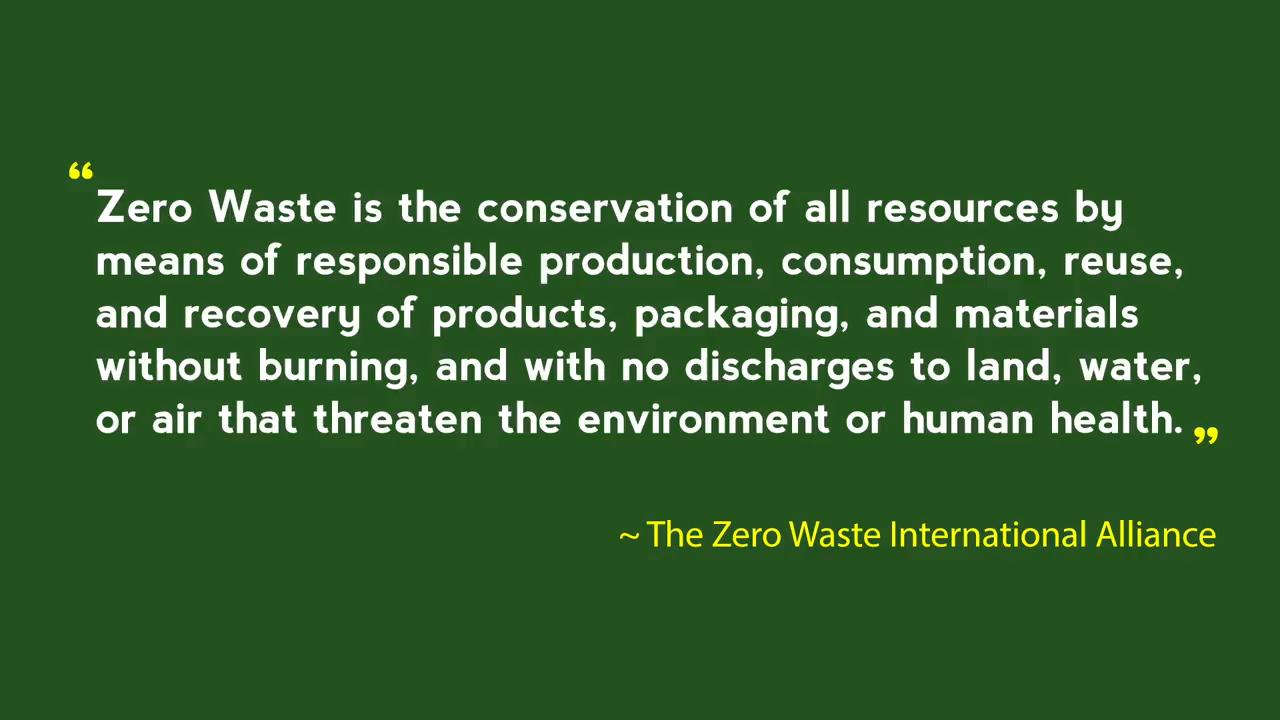 “Zero Waste is the conservation of all resources by
means of responsible production, consumption, reuse,
and recovery of products, packaging, and materials
without burning, and with no discharges to land, water,
or air that threaten the environment or human health.”
~ The Zero Waste International Alliance